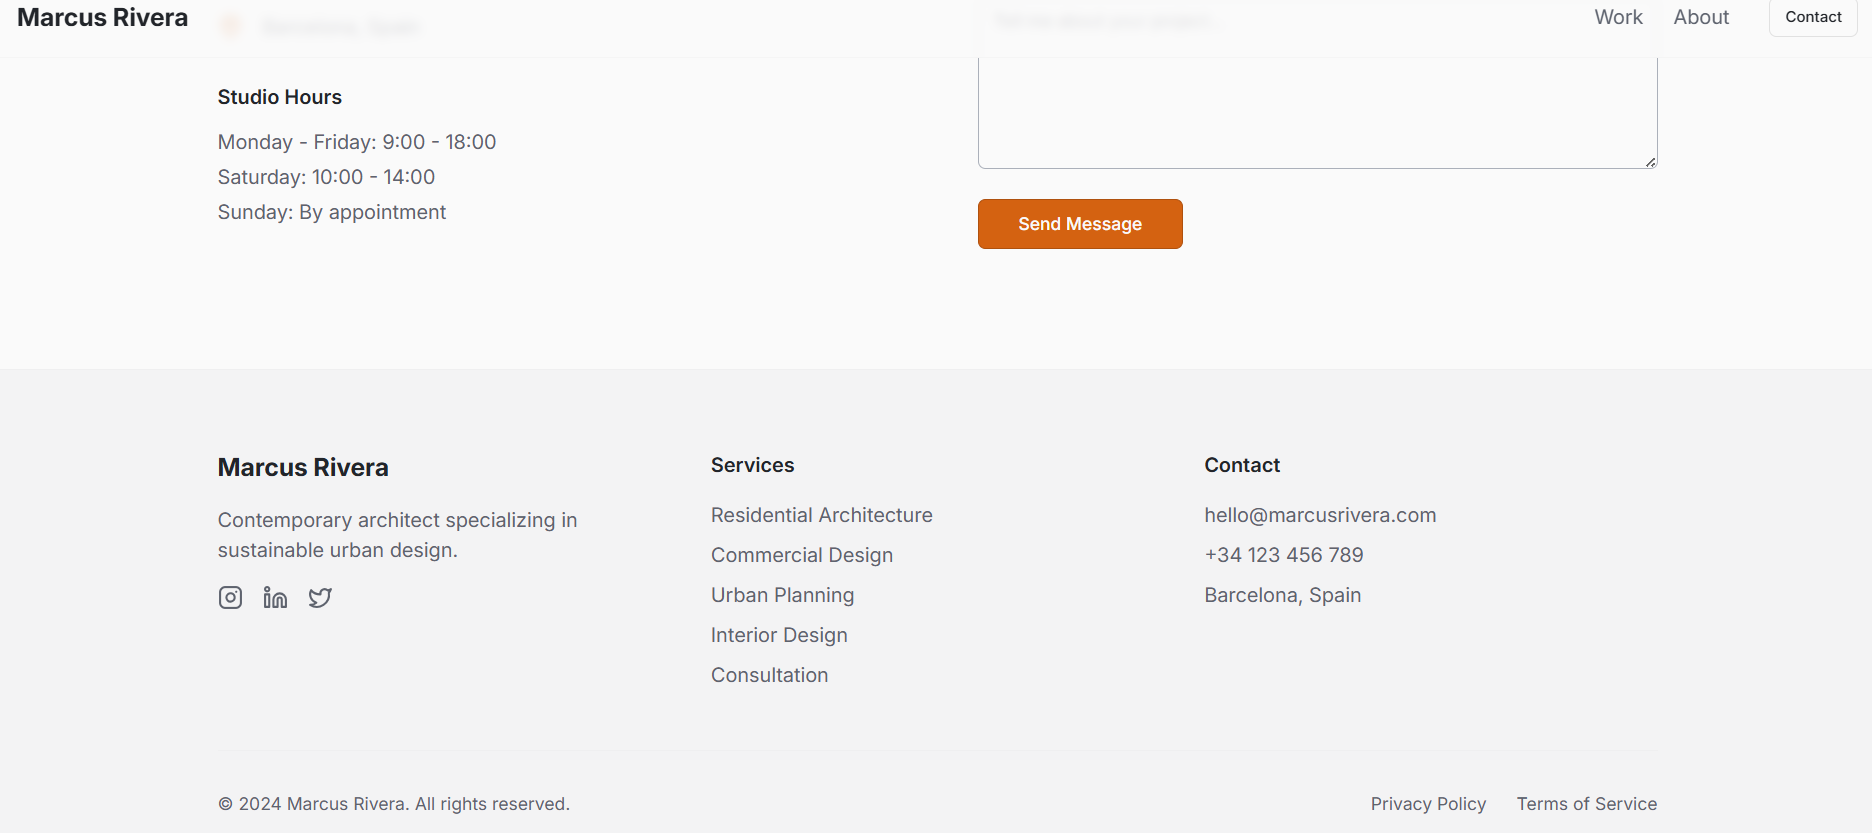 Marcus Rivera
Work
About
Contact
Studio Hours
Monday - Friday: 9:00 - 18:00
Saturday: 10:00 - 14:00
Sunday: By appointment
Send Message
Marcus Rivera
Contemporary architect specializing in
sustainable urban design.
Services
Residential Architecture
Commercial Design
Urban Planning
Interior Design
Consultation
Contact
hello@marcusrivera.com
+34 123 456 789
Barcelona, Spain
© 2024 Marcus Rivera. All rights reserved.
Privacy Policy
Terms of Service